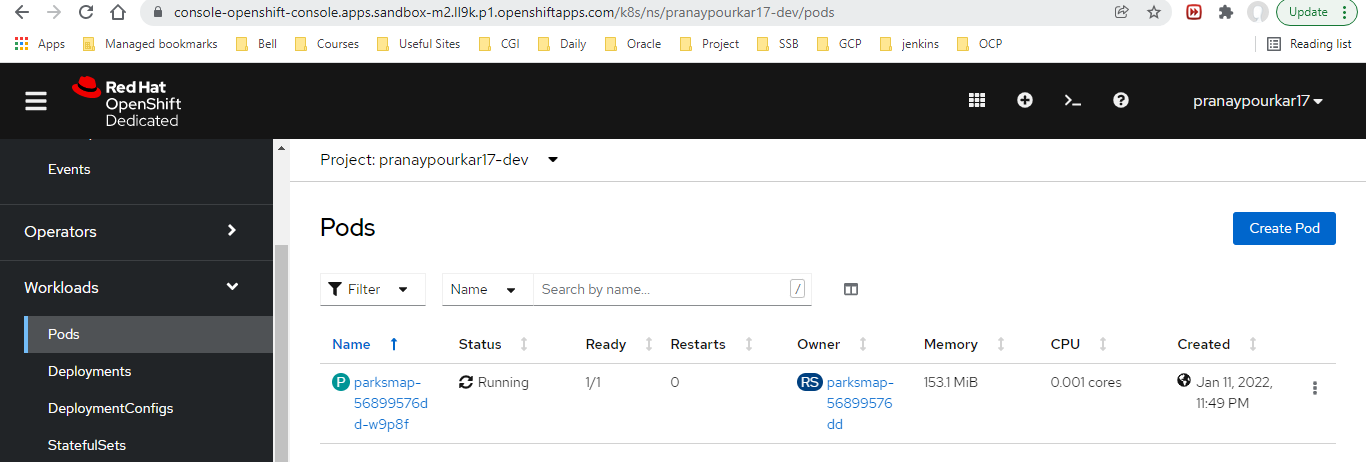 console-openshift-console.apps.sandbox-m2.ll9k.p1.openshiftapps.com/k8s/ns/pranaypourkar17-dev/pods
Update
Apps Managed bookmarks Bell Courses Useful Sites CGI Daily Oracle Project SSB GCP jenkins OCP Reading list
Red Hat
OpenShift
Dedicated
pranaypourkar17
Events
Operators
Workloads
Pods
Deployments
DeploymentConfigs
StatefulSets
Project: pranaypourkar17-dev
Pods
Create Pod
Filter Name Search by name... /
Name Status Ready Restarts Owner Memory CPU Created
P parksmap-
56899576d
d-w9p8f
Running
1/1
0
RS parksmap-
56899576
dd
153.1 MiB
0.001 cores
Jan 11, 2022,
11:49 PM